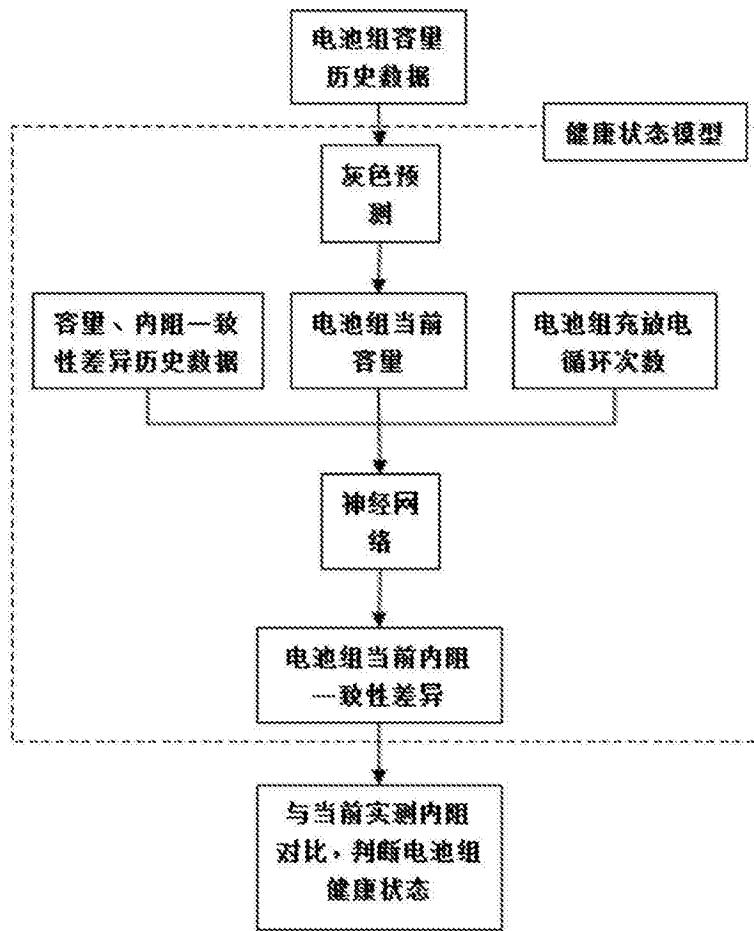 电池组容量
历史数据
健康状态模型
灰色预
测
容量、内阻一致
性差异历史数据
电池组当前
容量
电池组充放电
循环次数
神经网
络
电池组当前内阻
一致性差异
与当前实测内阻
对比，判断电池组
健康状态